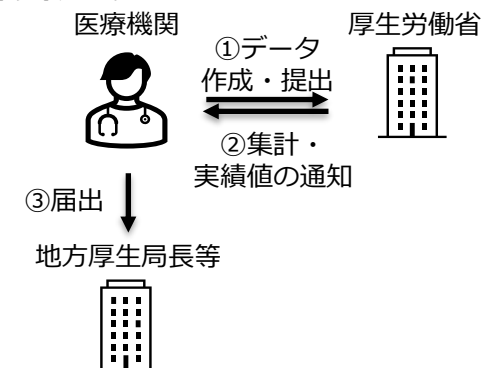 医療機関
厚生労働省
①データ
作成・提出
②集計・
実績値の通知
③届出
地方厚生局長等